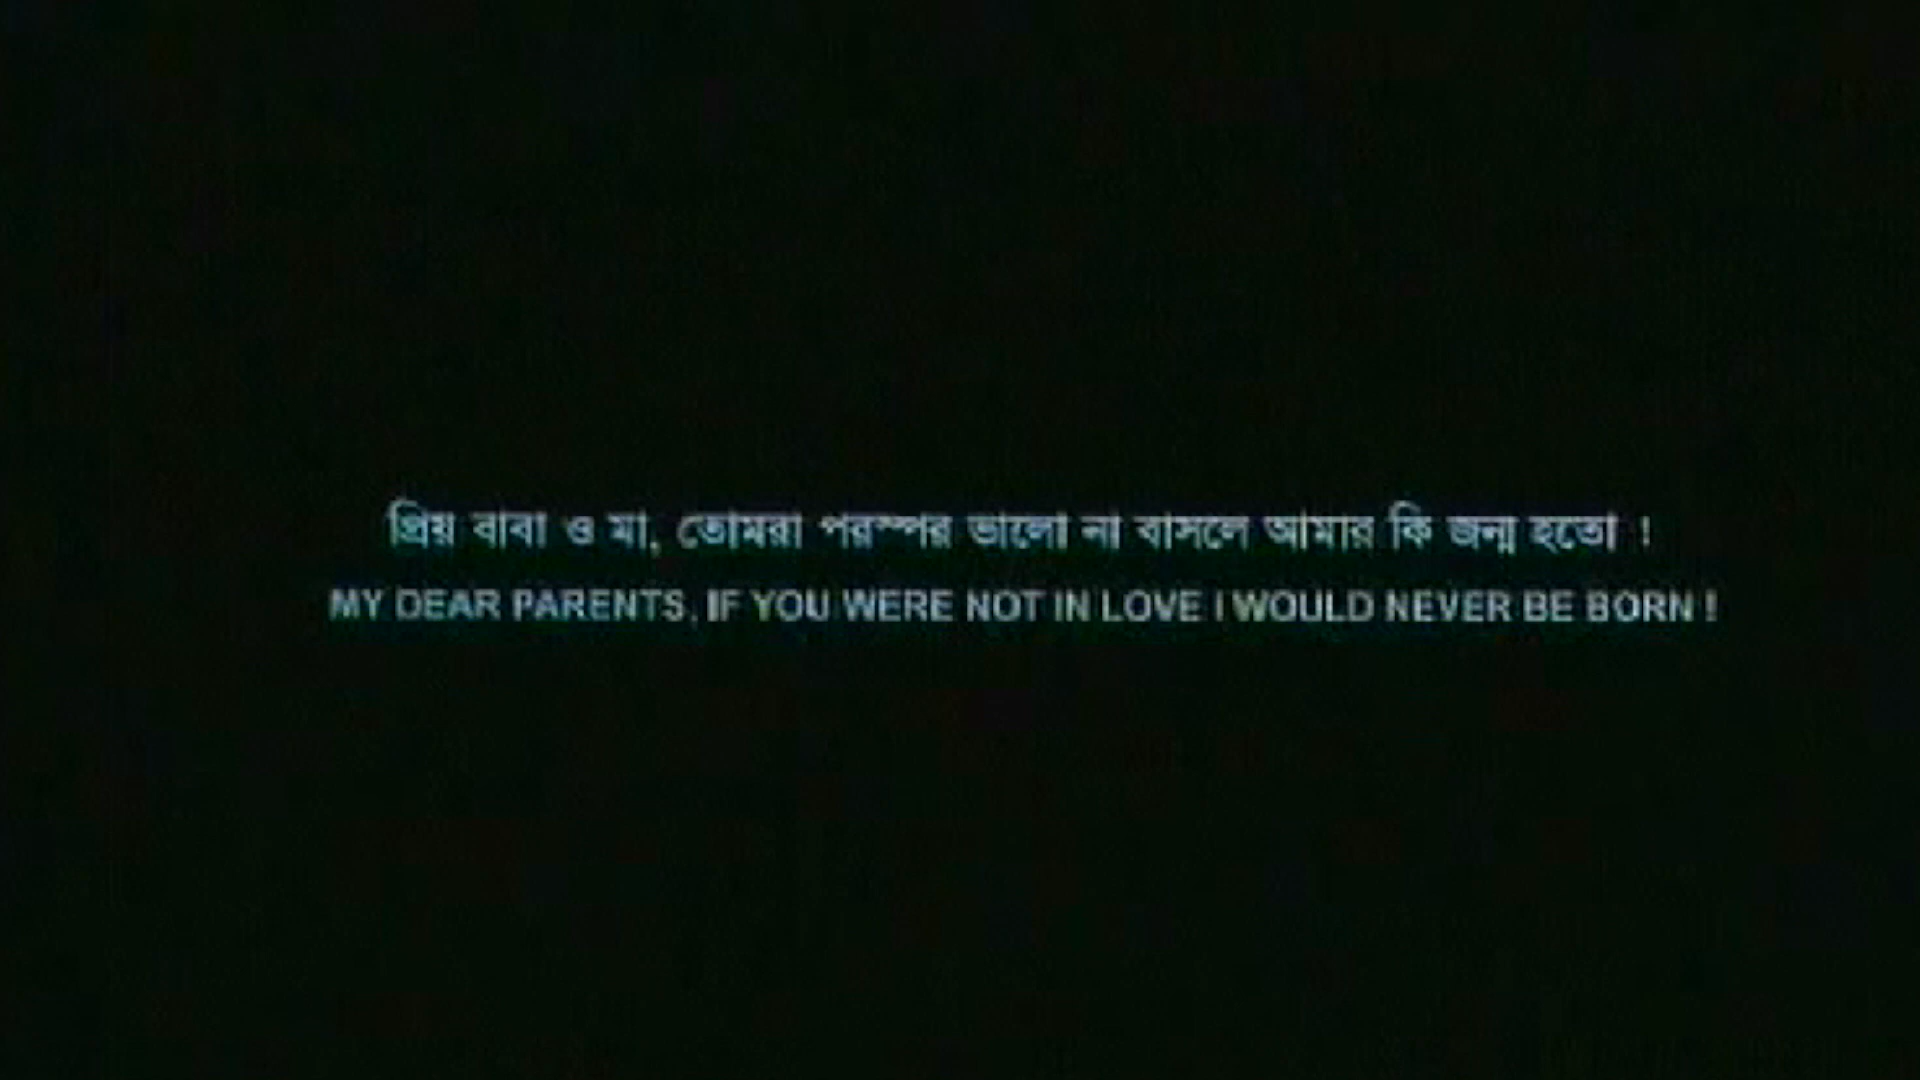 প্রিয় বাবা ও মা, তোমরা পরস্পর ভালো না বাসলে আমার কি জন্ম হতো !
MY DEAR PARENTS, IF YOU WERE NOT IN LOVE I WOULD NEVER BE BORN !